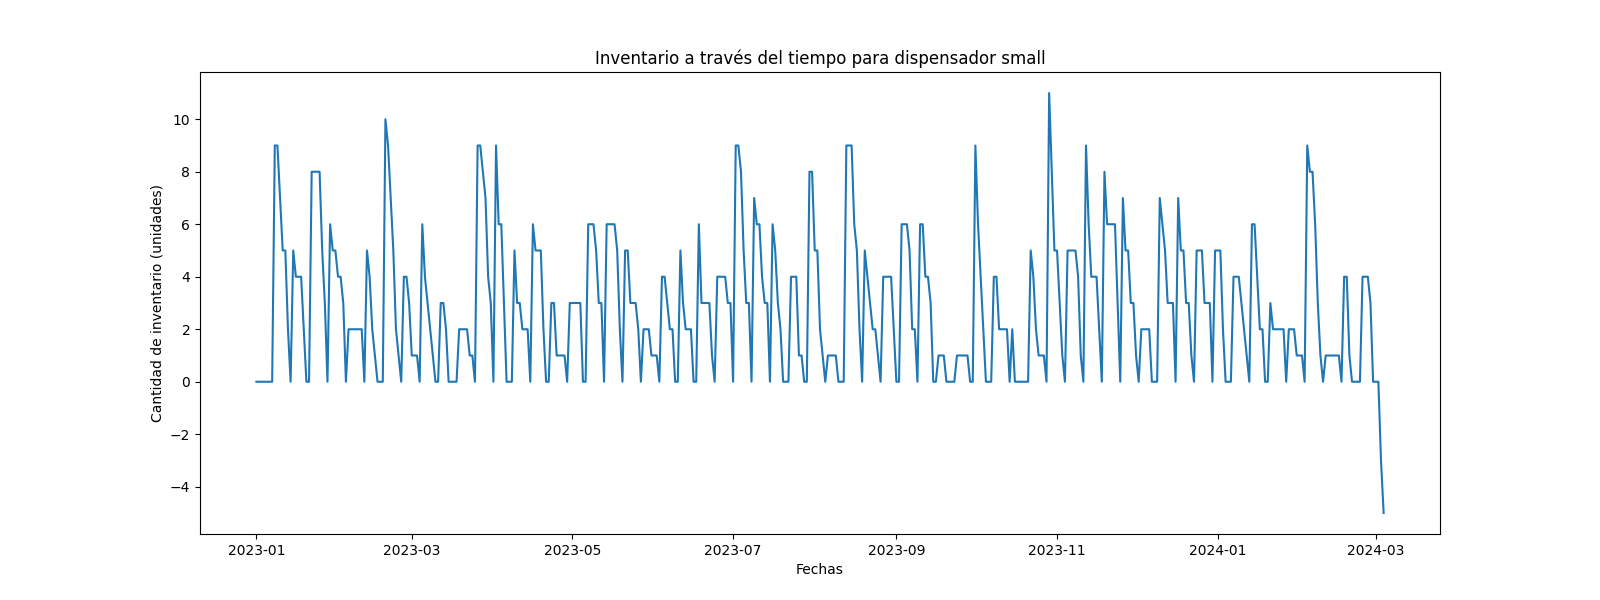 Inventario a través del tiempo para dispensador small
Cantidad de inventario (unidades)
10
8
6
4
2
0
−2
−4
2023-01 2023-03 2023-05 2023-07 2023-09 2023-11 2024-01 2024-03
Fechas